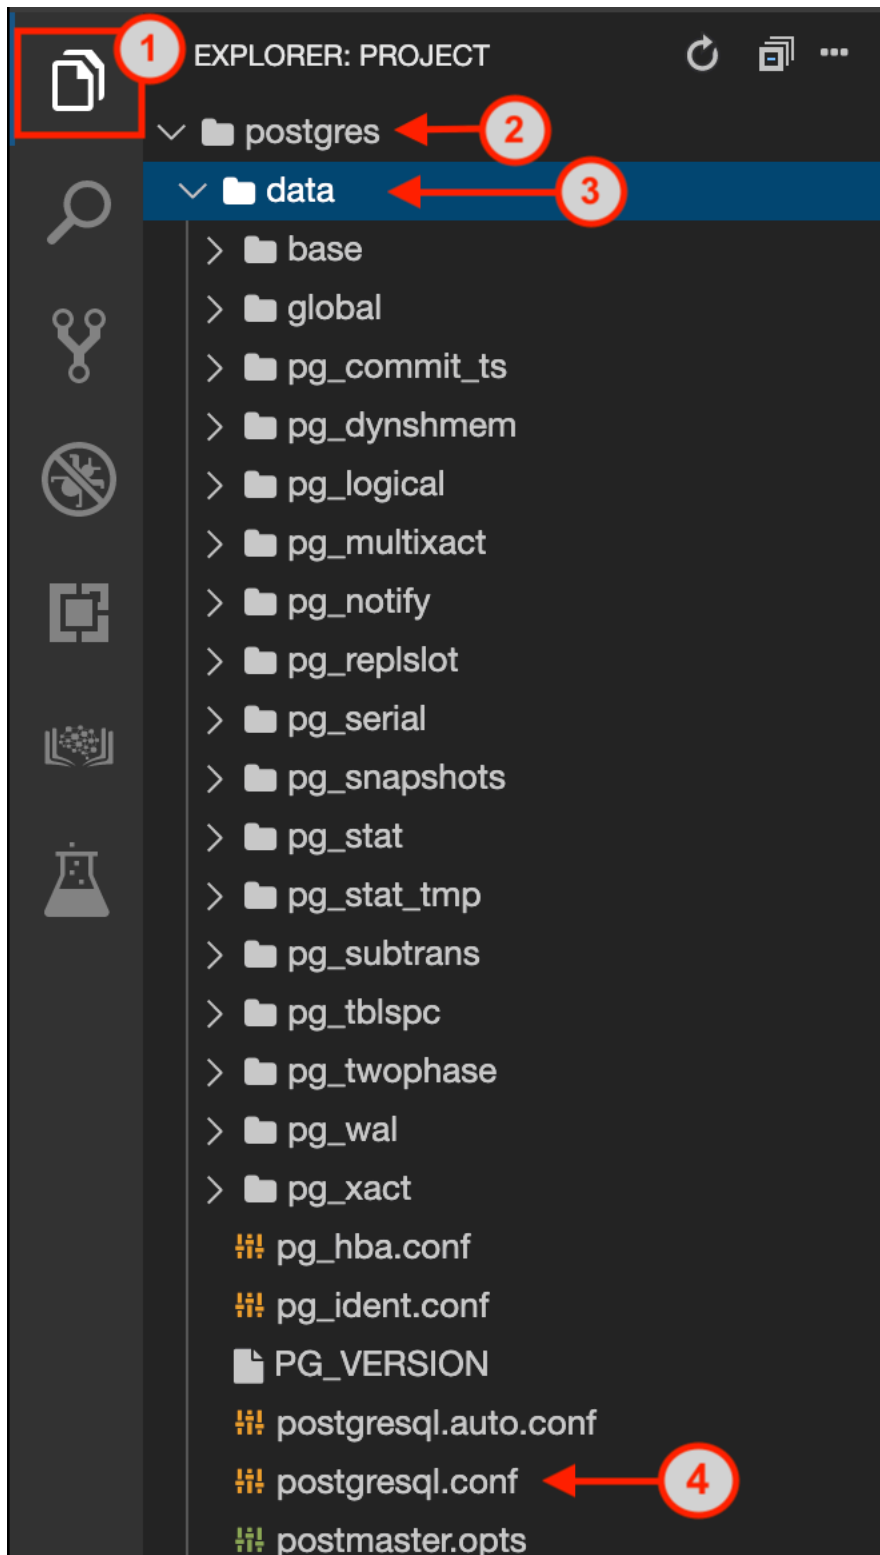 1
EXPLORER: PROJECT
postgres
2
data
3
base
global
pg_commit_ts
pg_dynshmem
pg_logical
pg_multixact
pg_notify
pg_replslot
pg_serial
pg_snapshots
pg_stat
pg_stat_tmp
pg_subtrans
pg_tblspc
pg_twophase
pg_wal
pg_xact
pg_hba.conf
pg_ident.conf
PG_VERSION
postgresql.auto.conf
postgresql.conf
4
postmaster.opts